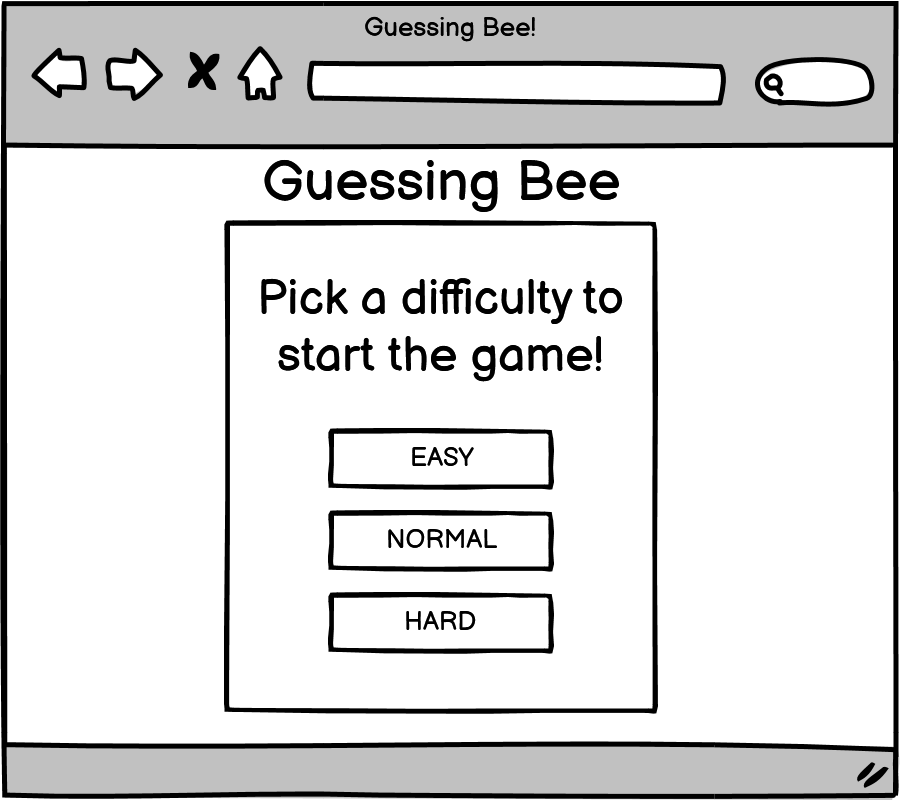 Guessing Bee!
Guessing Bee
Pick a difficulty to
start the game!
EASY
NORMAL
HARD